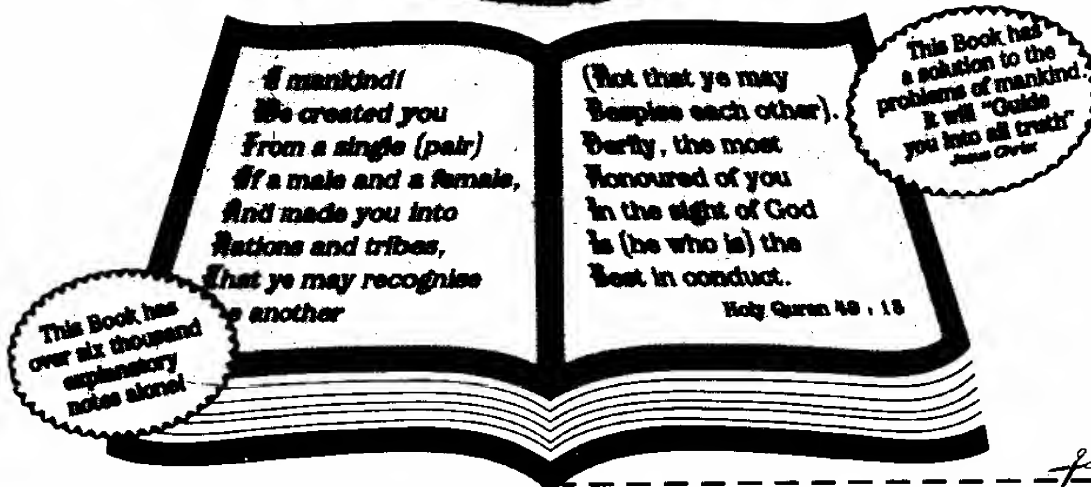 O mankind!
We created you
From a single (pair)
Of a male and a female,
And made you into
Nations and tribes,
That ye may recognise
another
(Not that ye may
Despise each other).
Verily, the most
Honoured of you
In the sight of God
Is (he who is) the
Best in conduct.
Holy Quran 49 : 13
This Book has
a solution to the
problems of mankind.
It will "Guide
you into all truth"
Jesus Christ
This Book has
over six thousand
explanatory
notes alone!